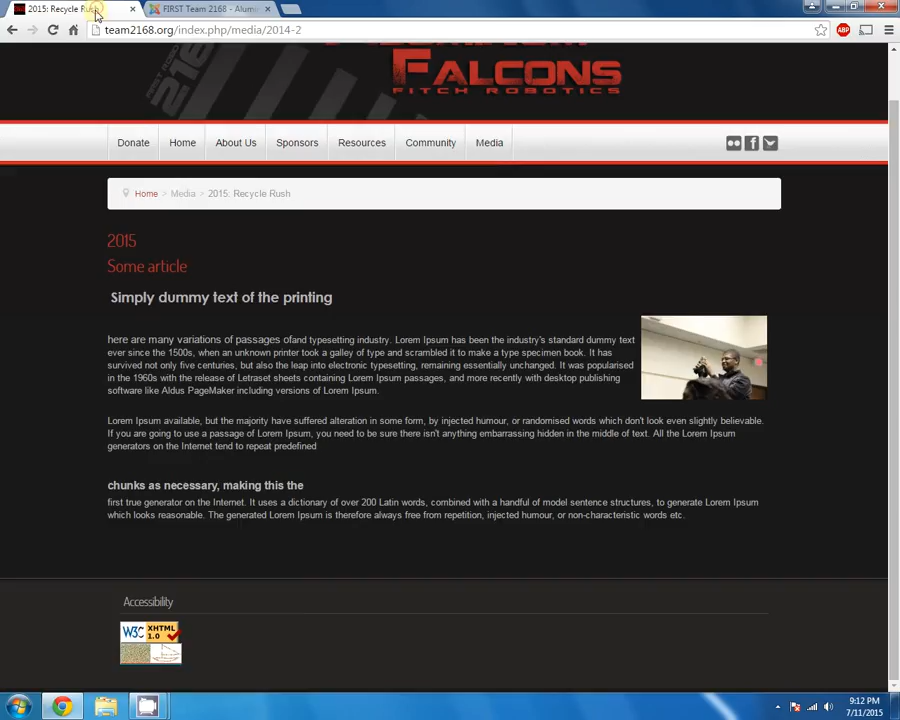 2015: Recycle Rush
FIRST Team 2168 - Alum
team2168.org/index.php/media/2014-2
ABP
FALCONS
FITCH ROBOTICS
Donate
Home
About Us
Sponsors
Resources
Community
Media
Home > Media > 2015: Recycle Rush
2015
Some article
Simply dummy text of the printing
here are many variations of passages ofand typesetting industry. Lorem Ipsum has been the industry's standard dummy text
ever since the 1500s, when an unknown printer took a galley of type and scrambled it to make a type specimen book. It has
survived not only five centuries, but also the leap into electronic typesetting, remaining essentially unchanged. It was popularised
in the 1960s with the release of Letraset sheets containing Lorem Ipsum passages, and more recently with desktop publishing
software like Aldus PageMaker including versions of Lorem Ipsum.
Lorem Ipsum available, but the majority have suffered alteration in some form, by injected humour, or randomised words which don't look even slightly believable.
If you are going to use a passage of Lorem Ipsum, you need to be sure there isn't anything embarrassing hidden in the middle of text. All the Lorem Ipsum
generators on the Internet tend to repeat predefined
chunks as necessary, making this the
first true generator on the Internet. It uses a dictionary of over 200 Latin words, combined with a handful of model sentence structures, to generate Lorem Ipsum
which looks reasonable. The generated Lorem Ipsum is therefore always free from repetition, injected humour, or non-characteristic words etc.
Accessibility
W3C XHTML 1.0
9:12 PM
7/11/2015